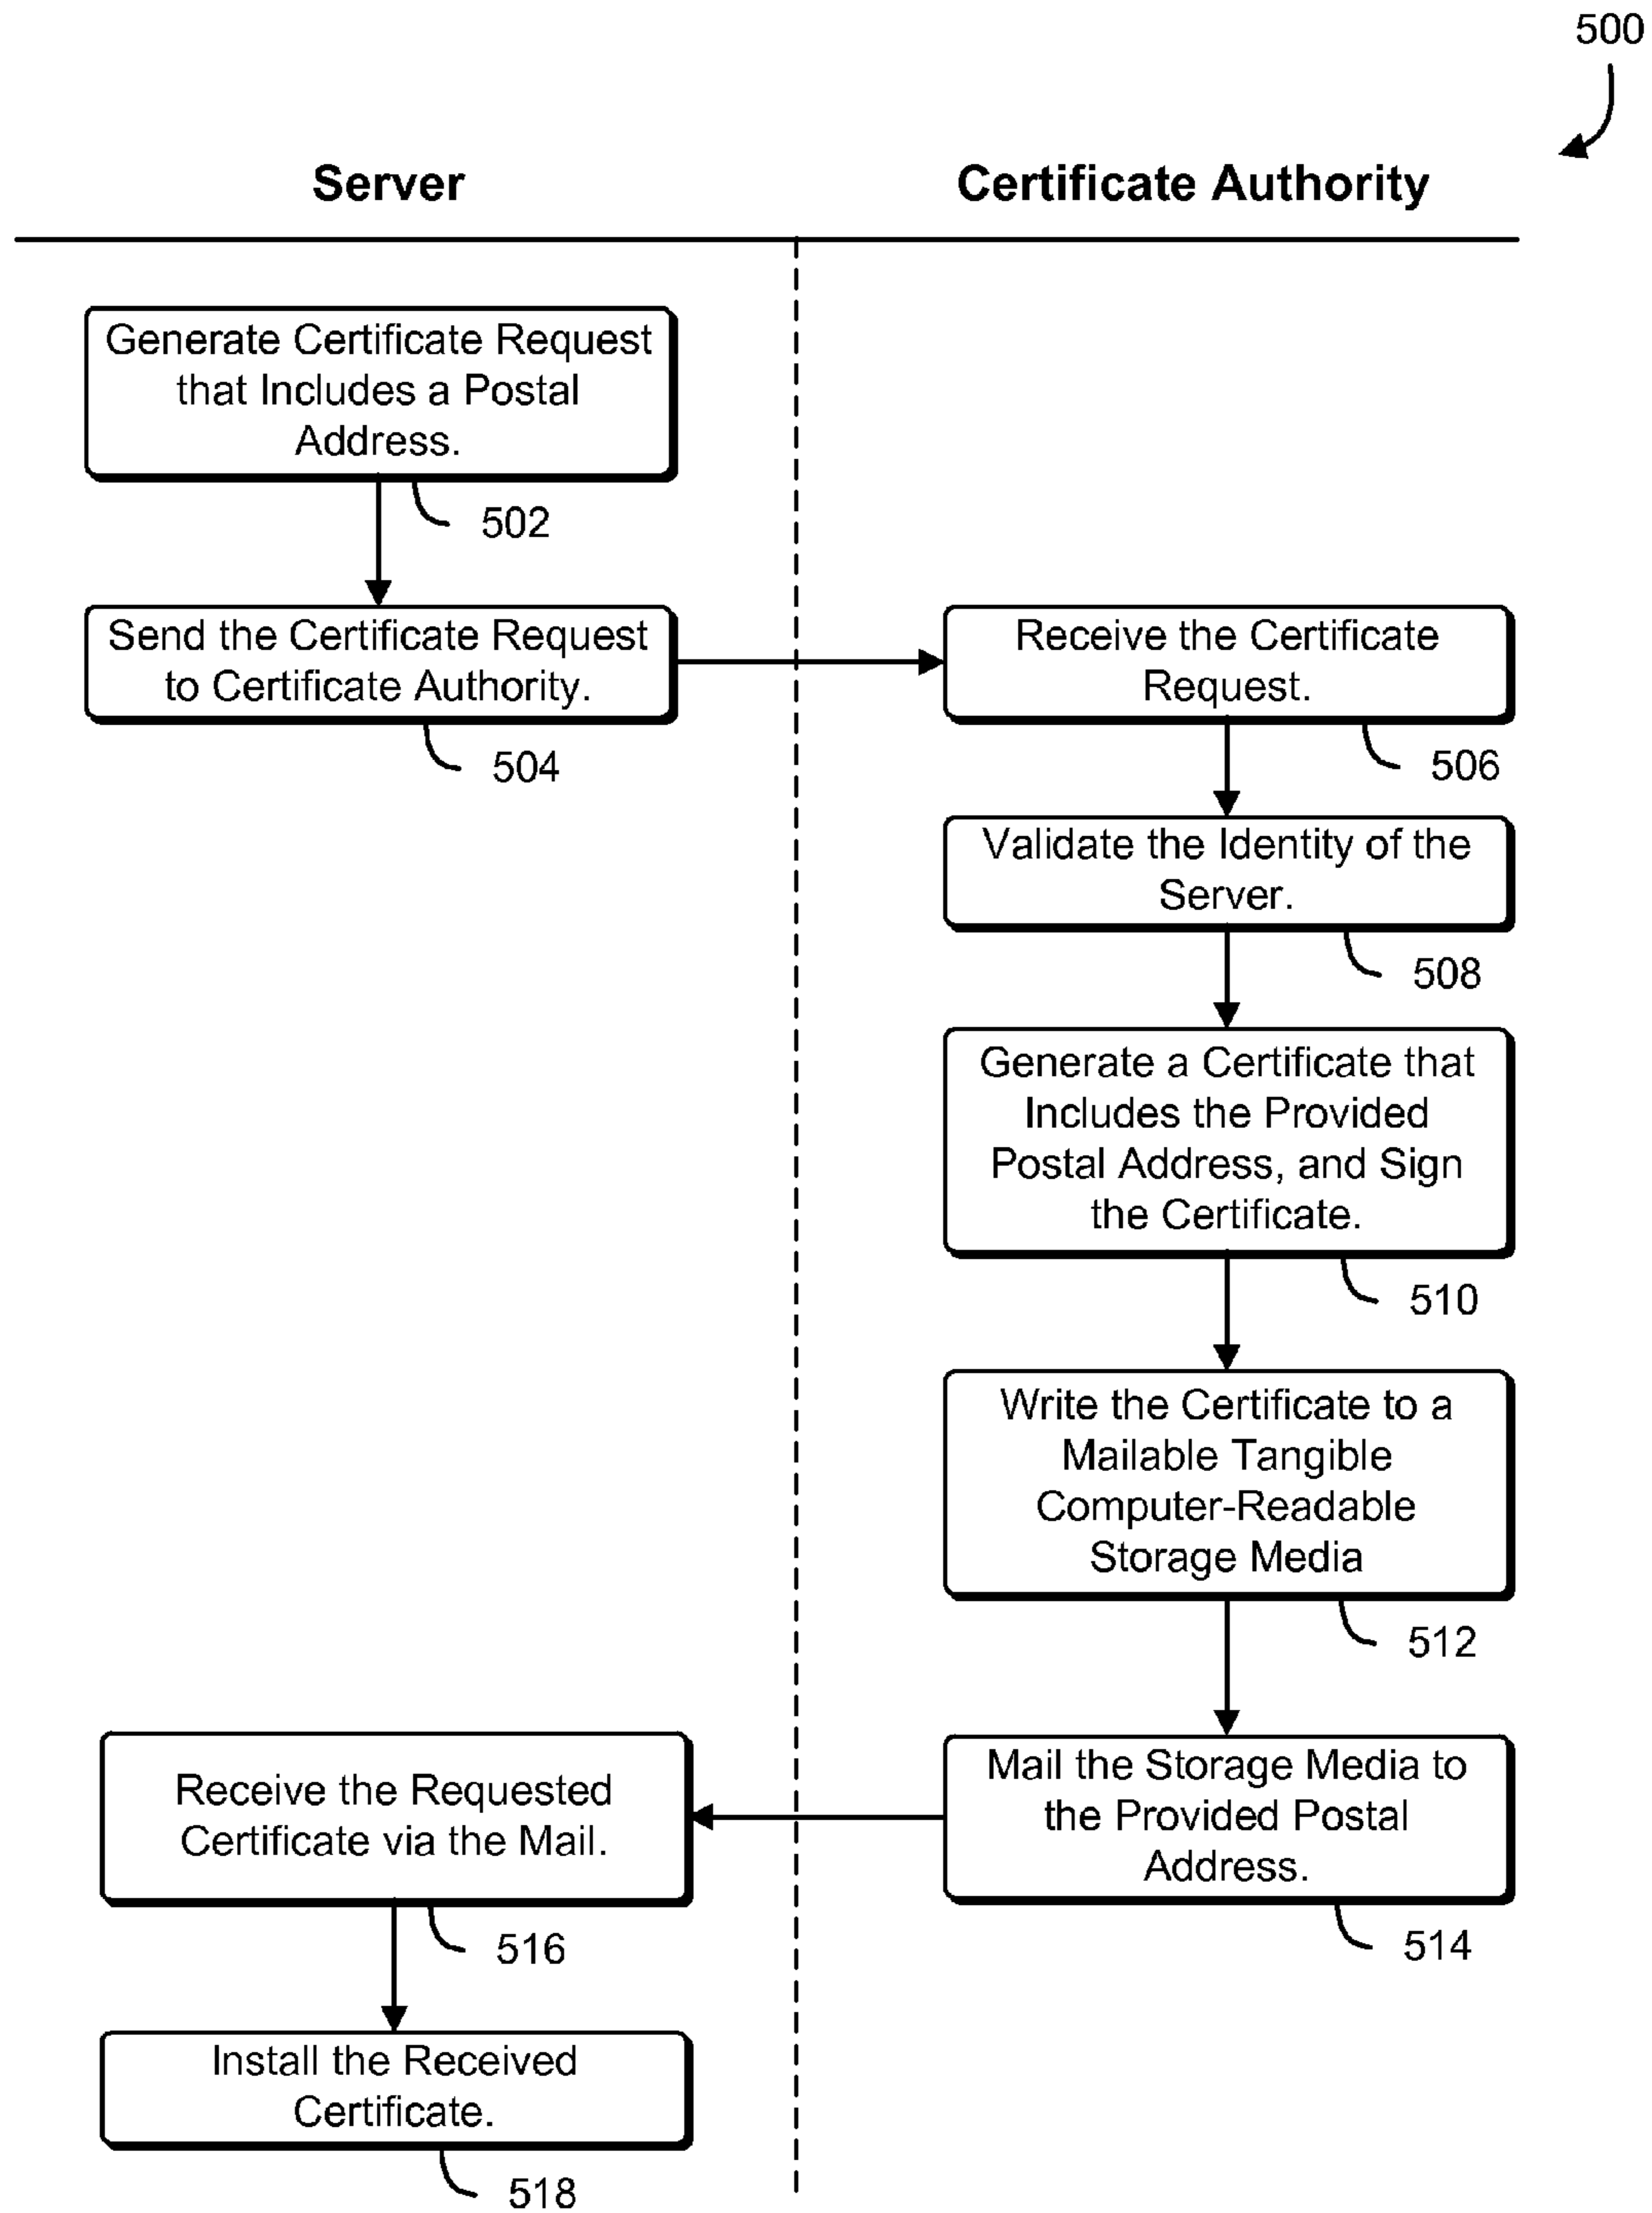 500
Server
Certificate Authority
Generate Certificate Request
that Includes a Postal
Address.
502
Send the Certificate Request
to Certificate Authority.
504
Receive the Certificate
Request.
506
Validate the Identity of the
Server.
508
Generate a Certificate that
Includes the Provided
Postal Address, and Sign
the Certificate.
510
Write the Certificate to a
Mailable Tangible
Computer-Readable
Storage Media
512
Mail the Storage Media to
the Provided Postal
Address.
514
Receive the Requested
Certificate via the Mail.
516
Install the Received
Certificate.
518